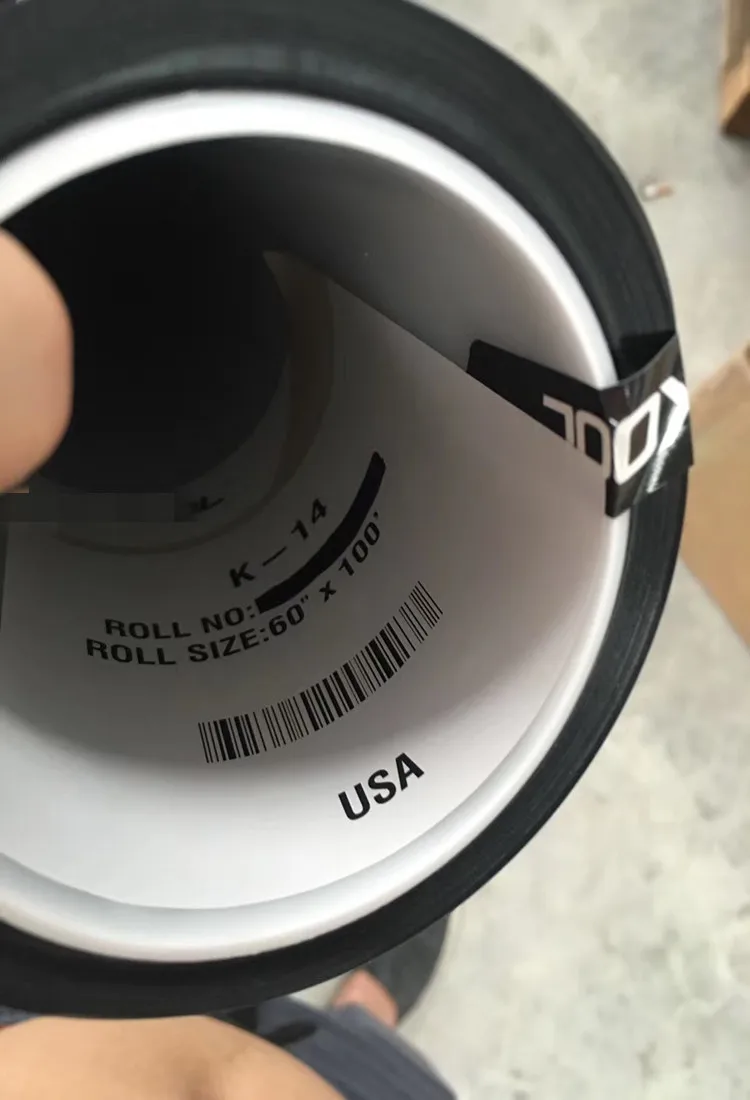 K-14
ROLL NO:
ROLL SIZE:60" x 100'
USA